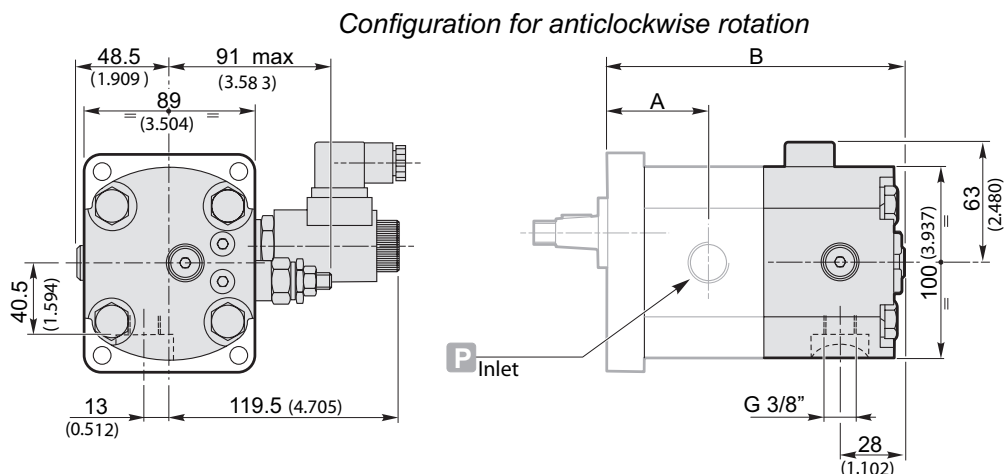 Configuration for anticlockwise rotation
48.5
(1.909 )
91 max
(3.58 3)
89
= (3.504) =
40.5
(1.594)
13
(0.512)
119.5 (4.705)
B
A
63
(2.480)
100 (3.937)
= =
P Inlet
G 3/8”
28
(1.102)